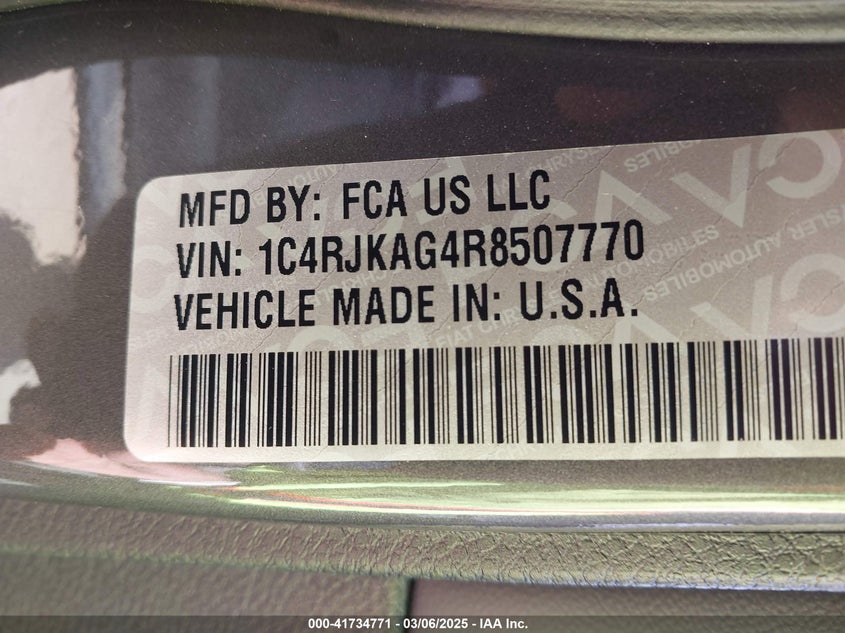 MFD BY: FCA US LLC
VIN: 1C4RJKAG4R8507770
VEHICLE MADE IN: U.S.A.
000-41734771 - 03/06/2025 - IAA Inc.